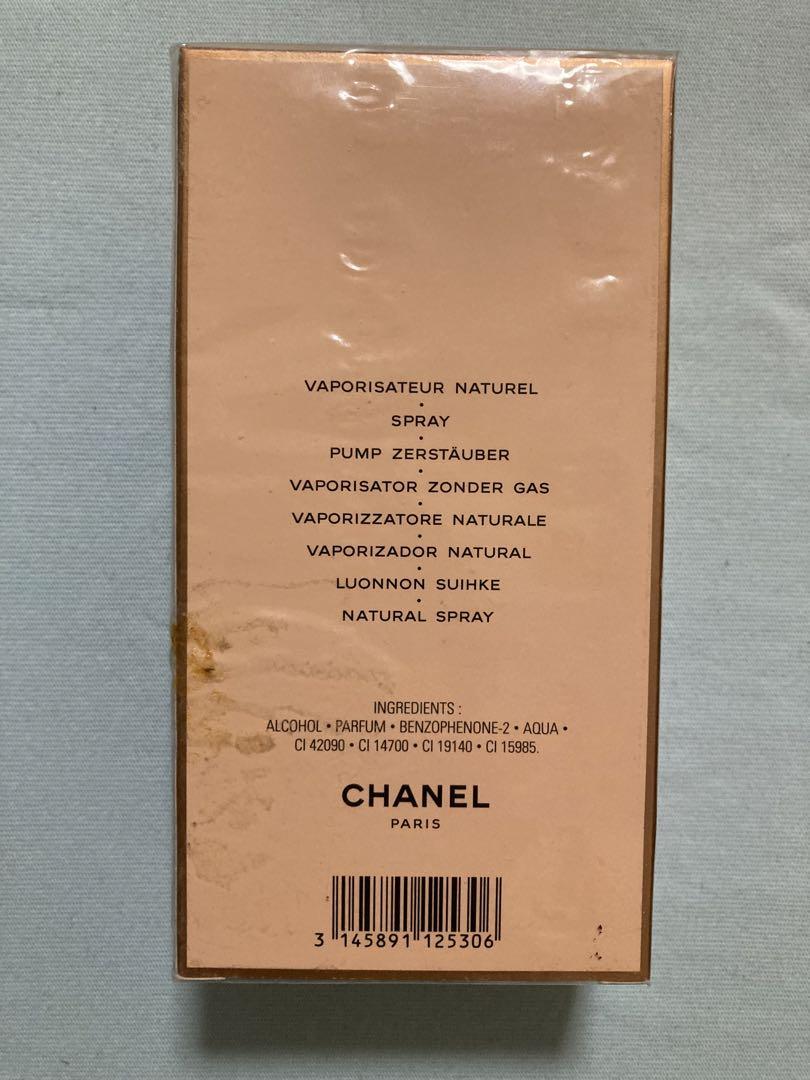 VAPORISATEUR NATUREL
•
SPRAY
•
PUMP ZERSTÄUBER
•
VAPORISATOR ZONDER GAS
•
VAPORIZZATORE NATURALE
•
VAPORIZADOR NATURAL
•
LUONNON SUIHKE
•
NATURAL SPRAY
INGREDIENTS :
ALCOHOL • PARFUM • BENZOPHENONE-2 • AQUA •
CI 42090 • CI 14700 • CI 19140 • CI 15985.
CHANEL
PARIS
3 145891 125306